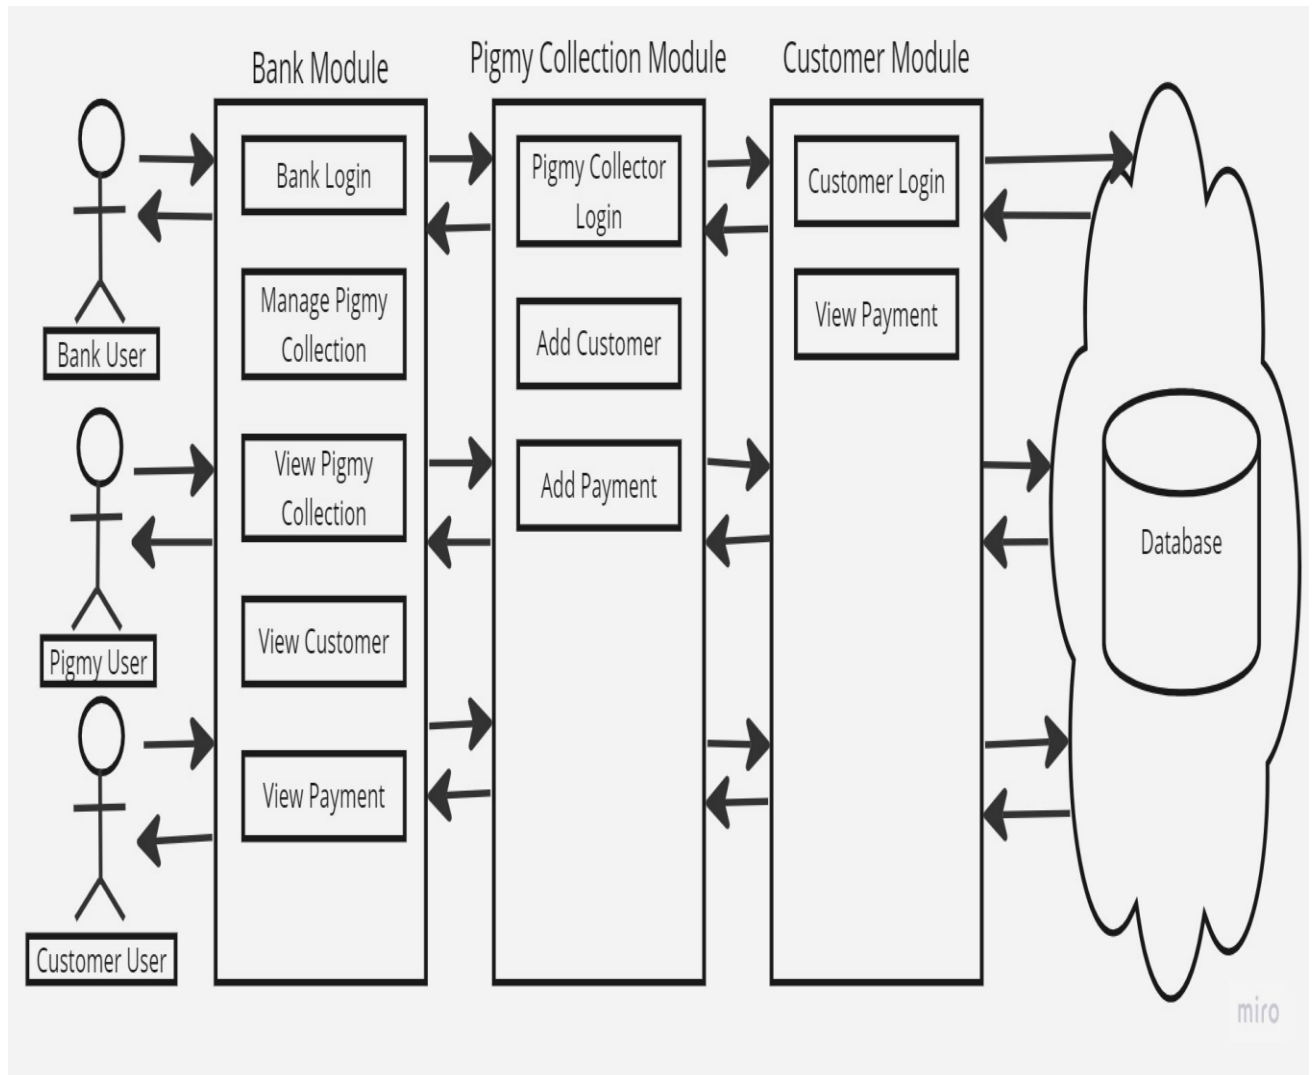 Bank Module
Pigmy Collection Module
Customer Module
Bank Login
Manage Pigmy
Collection
View Pigmy
Collection
View Customer
View Payment
Pigmy Collector
Login
Add Customer
Add Payment
Customer Login
View Payment
Bank User
Pigmy User
Customer User
Database
miro